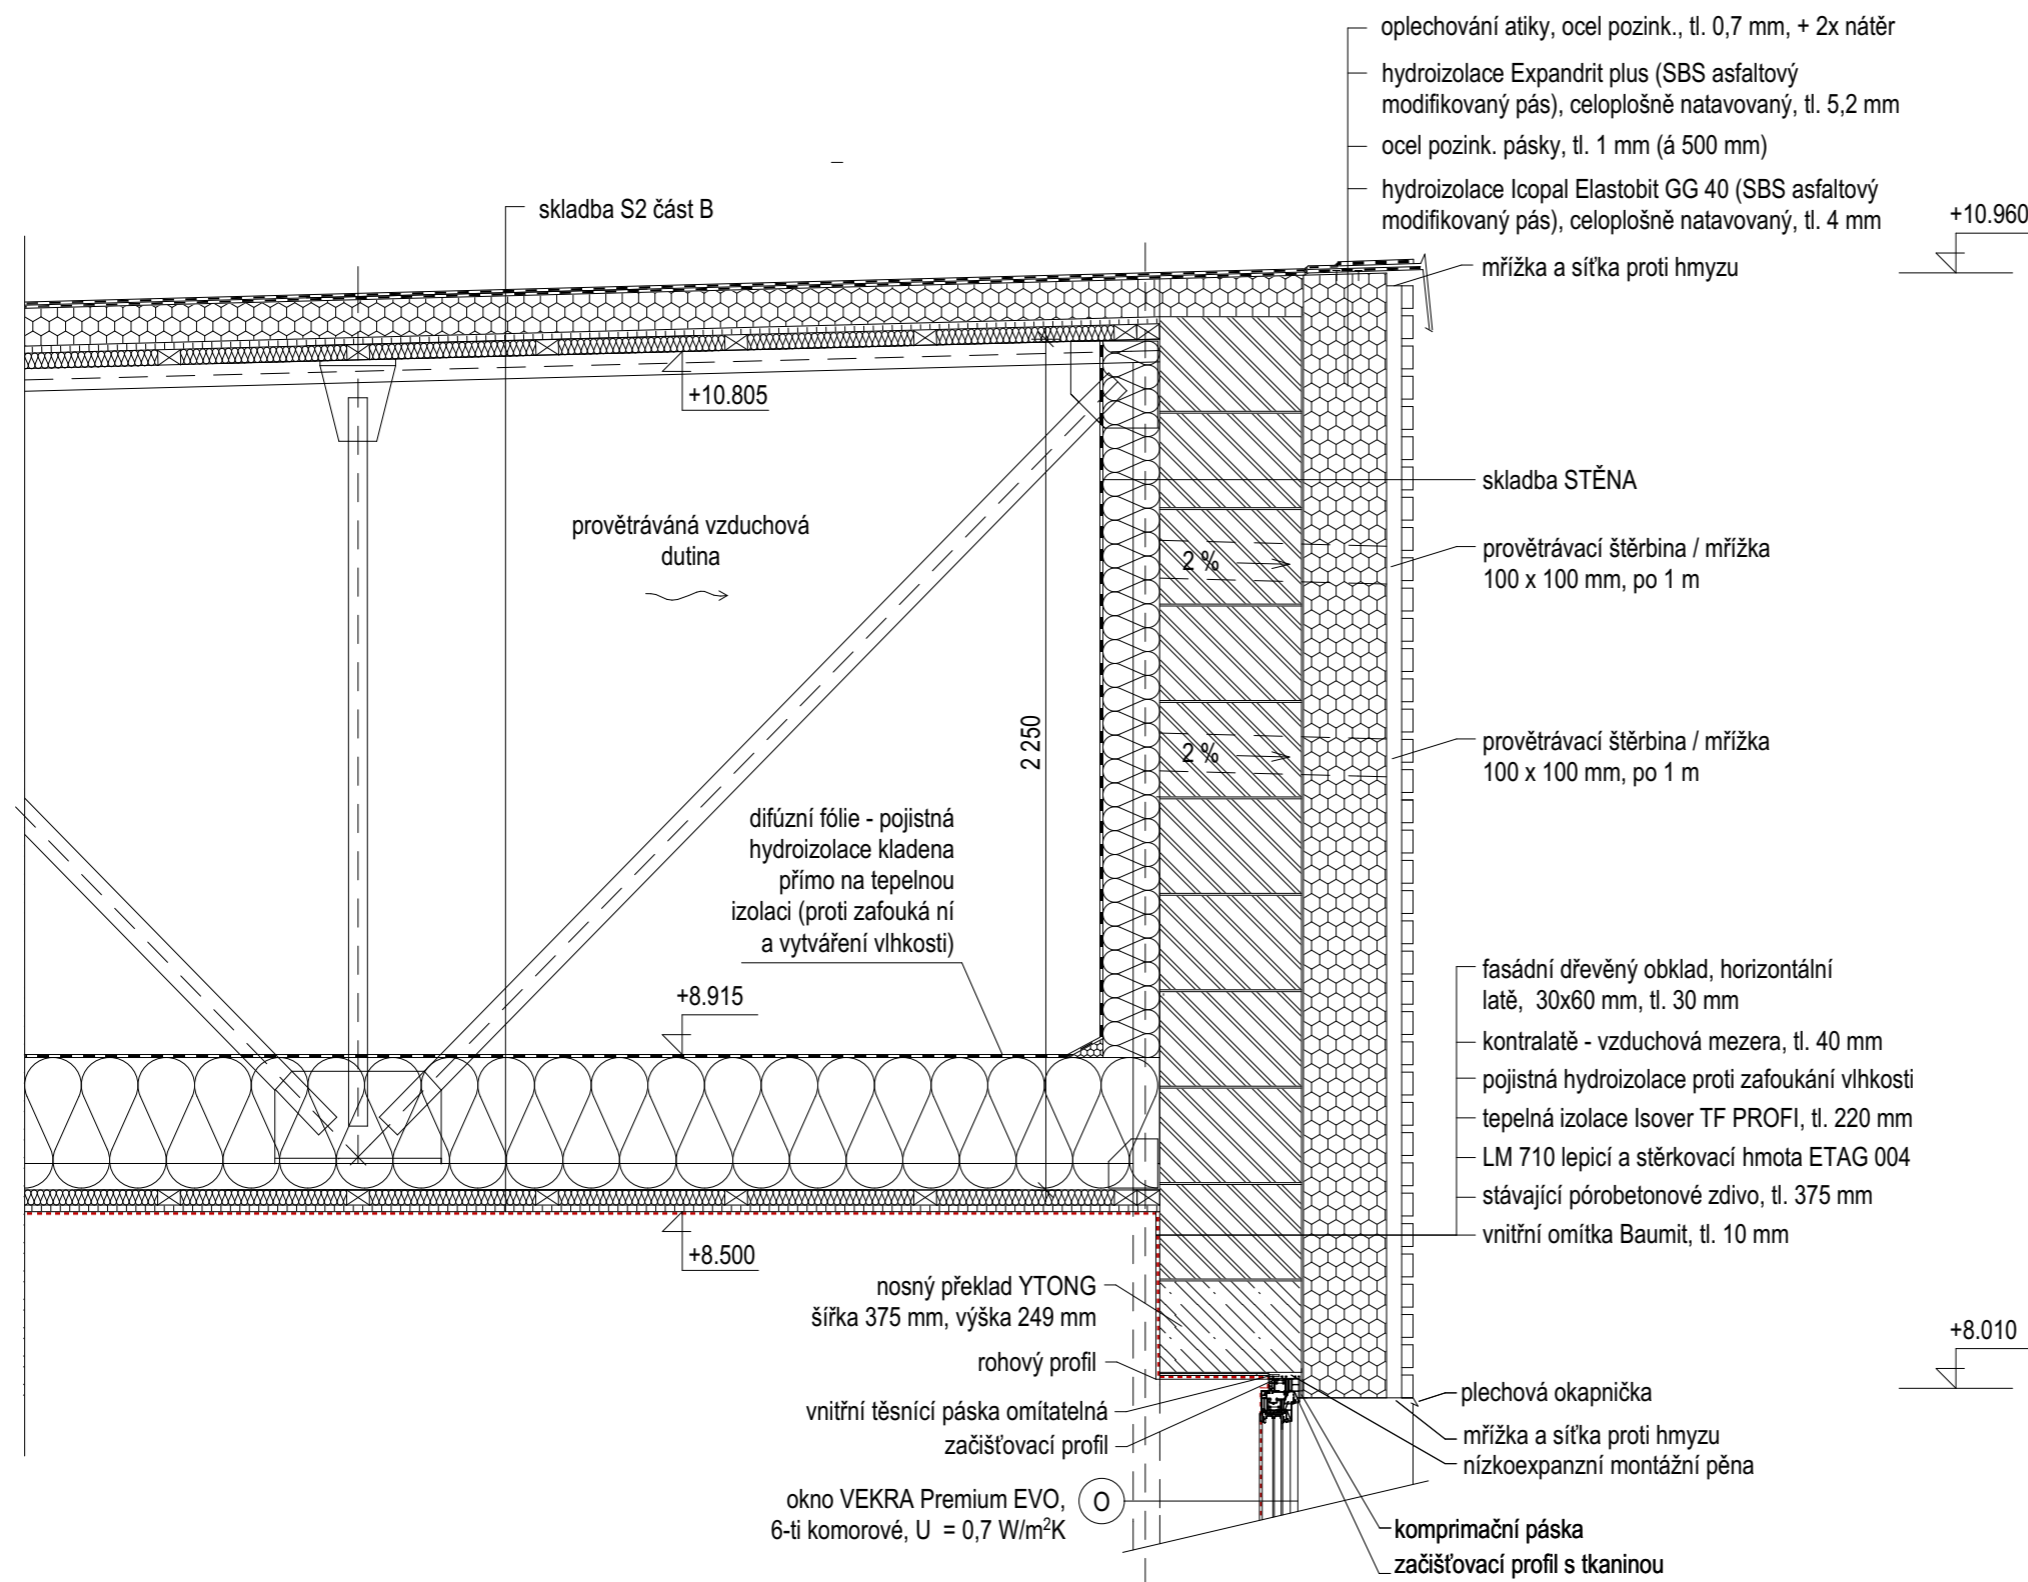 oplechování atiky, ocel pozink., tl. 0,7 mm, + 2x nátěr
hydroizolace Expandrit plus (SBS asfaltový
modifikovaný pás), celoplošně natavovaný, tl. 5,2 mm
ocel pozink. pásky, tl. 1 mm (á 500 mm)
hydroizolace Icopal Elastobit GG 40 (SBS asfaltový
modifikovaný pás), celoplošně natavovaný, tl. 4 mm
skladba S2 část B
+10.960
mřížka a síťka proti hmyzu
+10.805
skladba STĚNA
provětráváná vzduchová
dutina
2 %
provětrávací štěrbina / mřížka
100 x 100 mm, po 1 m
2 250
2 %
provětrávací štěrbina / mřížka
100 x 100 mm, po 1 m
difúzní fólie - pojistná
hydroizolace kladena
přímo na tepelnou
izolaci (proti zafouká ní
a vytváření vlhkosti)
+8.915
fasádní dřevěný obklad, horizontální
latě, 30x60 mm, tl. 30 mm
kontralatě - vzduchová mezera, tl. 40 mm
pojistná hydroizolace proti zafoukání vlhkosti
tepelná izolace Isover TF PROFI, tl. 220 mm
LM 710 lepicí a stěrkovací hmota ETAG 004
stávající pórobetonové zdivo, tl. 375 mm
vnitřní omítka Baumit, tl. 10 mm
+8.500
nosný překlad YTONG
šířka 375 mm, výška 249 mm
rohový profil
vnitřní těsnící páska omítatelná
začišťovací profil
okno VEKRA Premium EVO,
6-ti komorové, U = 0,7 W/m²K
O
+8.010
plechová okapnička
mřížka a síťka proti hmyzu
nízkoexpanzní montážní pěna
komprimační páska
začišťovací profil s tkaninou